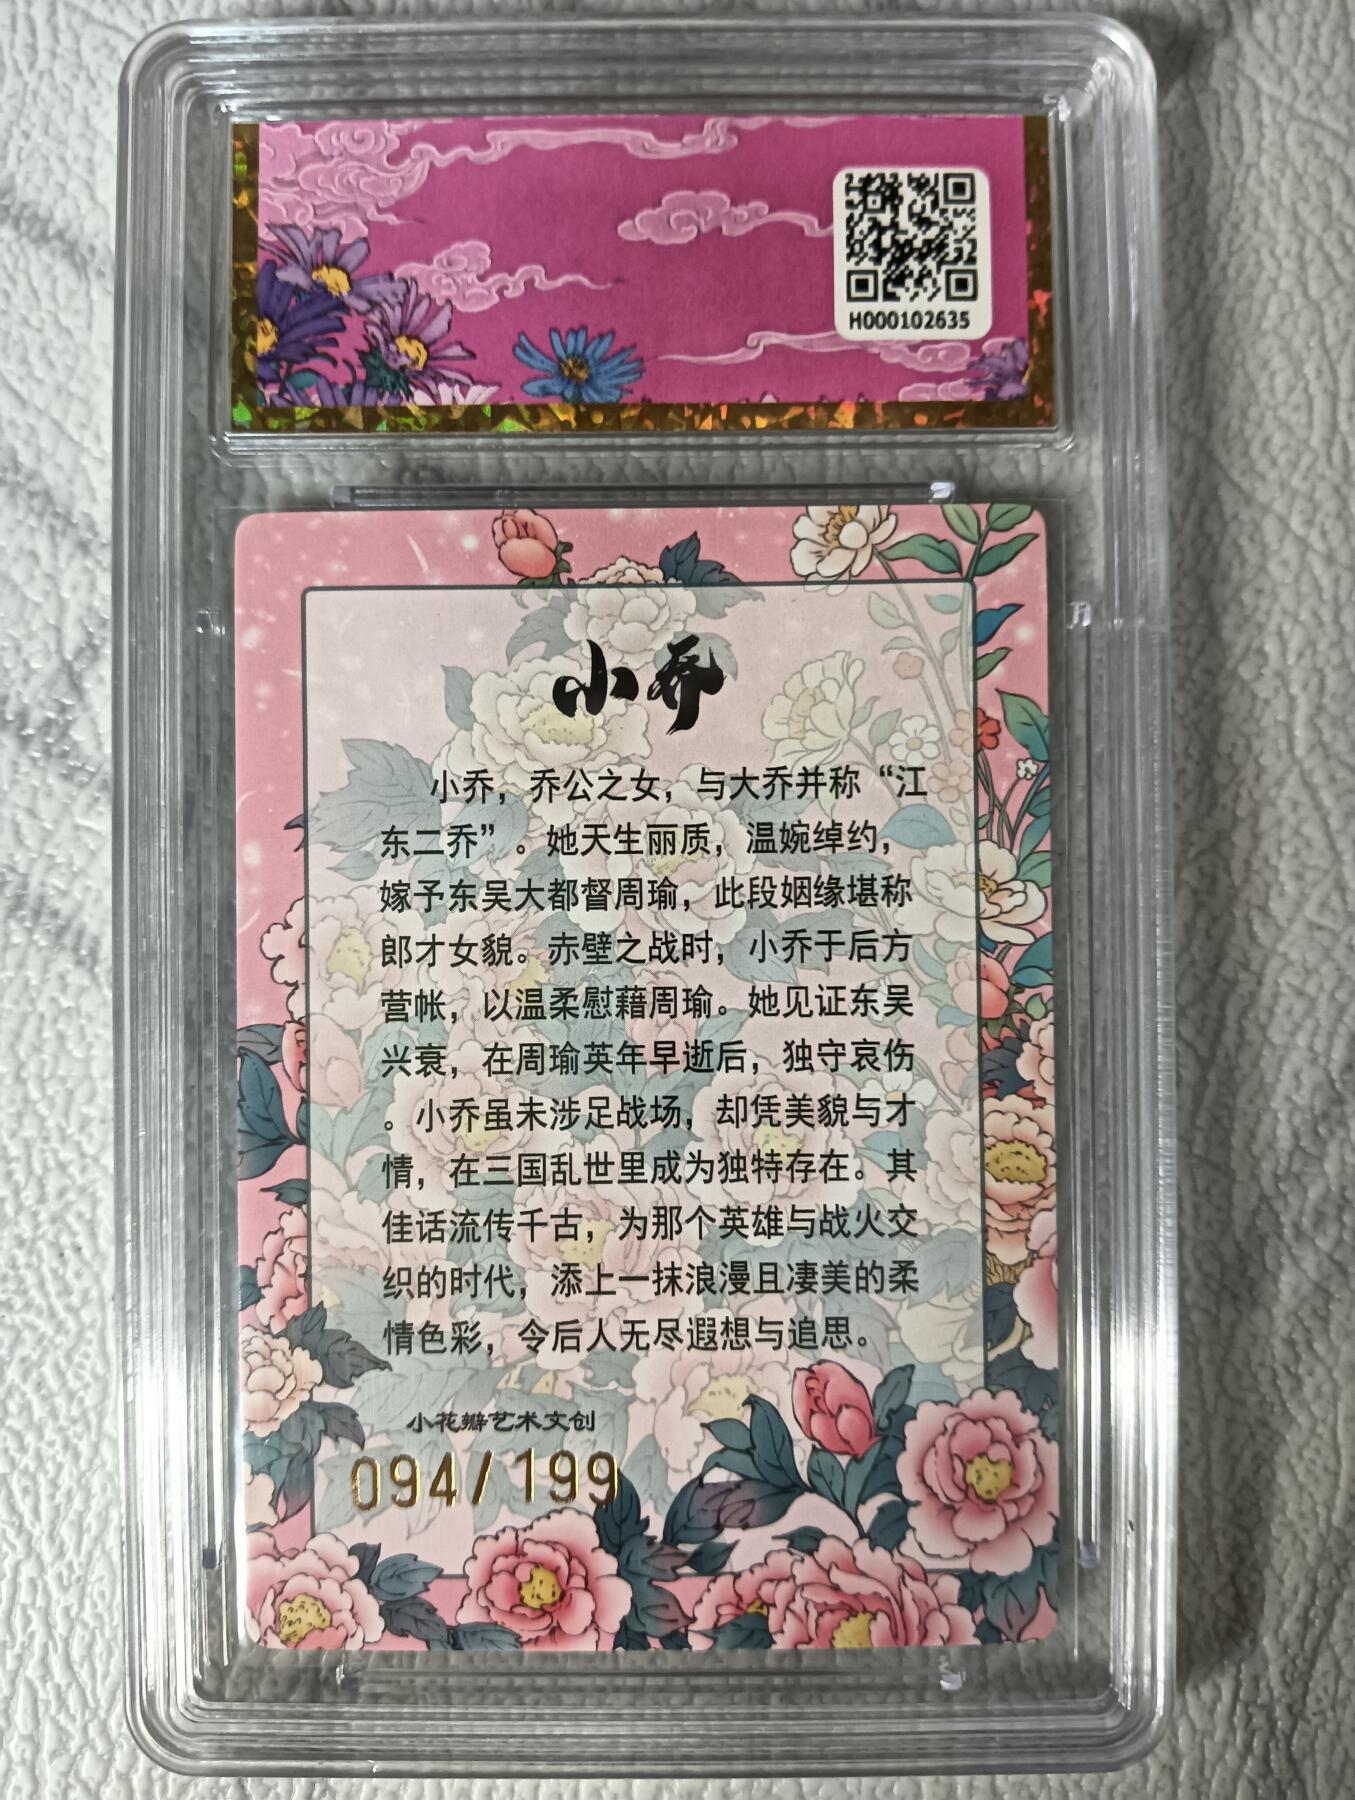 H000102635
小乔
小乔，乔公之女，与大乔并称“江
东二乔”。她天生丽质，温婉绰约，
嫁予东吴大都督周瑜，此段姻缘堪称
郎才女貌。赤壁之战时，小乔于后方
营帐，以温柔慰藉周瑜。她见证东吴
兴衰，在周瑜英年早逝后，独守哀伤
。小乔虽未涉足战场，却凭美貌与才
情，在三国乱世里成为独特存在。其
佳话流传千古，为那个英雄与战火交
织的时代，添上一抹浪漫且凄美的柔
情色彩，令后人无尽遐想与追思。
小花瓣艺术文创
094/199